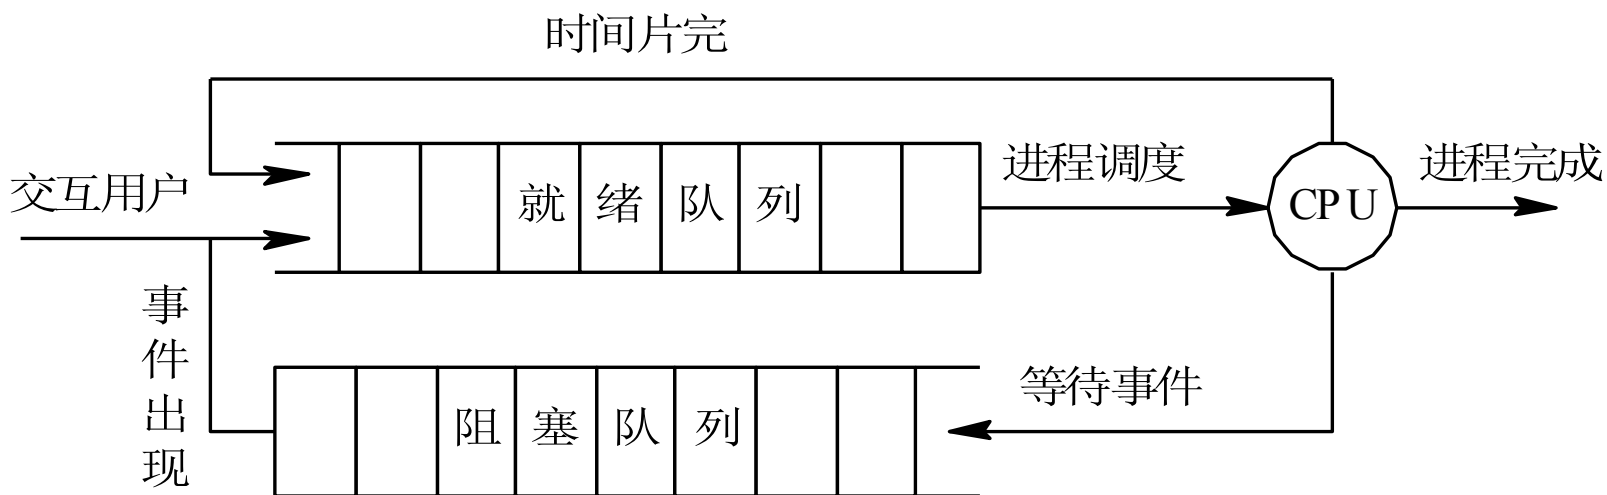 时间片完
交互用户
就绪队列
进程调度
CPU
进程完成
事件出现
阻塞队列
等待事件